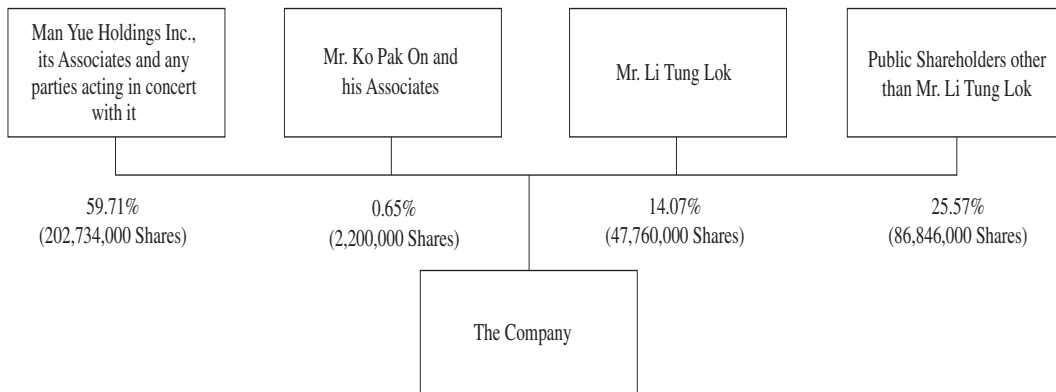 Man Yue Holdings Inc.,
its Associates and any
parties acting in concert
with it
Mr. Ko Pak On and
his Associates
Mr. Li Tung Lok
Public Shareholders other
than Mr. Li Tung Lok
59.71%
(202,734,000 Shares)
0.65%
(2,200,000 Shares)
14.07%
(47,760,000 Shares)
25.57%
(86,846,000 Shares)
The Company